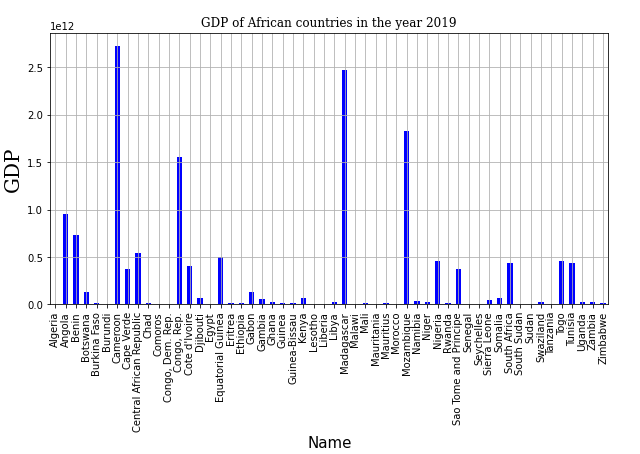 GDP of African countries in the year 2019
1e12
GDP
2.5
2.0
1.5
1.0
0.5
0.0
Algeria
Angola
Benin
Botswana
Burkina Faso
Burundi
Cameroon
Cape Verde
Central African Republic
Chad
Comoros
Congo, Dem. Rep.
Congo, Rep.
Cote d'Ivoire
Djibouti
Egypt
Equatorial Guinea
Eritrea
Ethiopia
Gabon
Gambia
Ghana
Guinea
Guinea-Bissau
Kenya
Lesotho
Liberia
Libya
Madagascar
Malawi
Mali
Mauritania
Mauritius
Morocco
Mozambique
Namibia
Niger
Nigeria
Rwanda
Sao Tome and Principe
Senegal
Seychelles
Sierra Leone
Somalia
South Africa
South Sudan
Sudan
Swaziland
Tanzania
Togo
Tunisia
Uganda
Zambia
Zimbabwe
Name